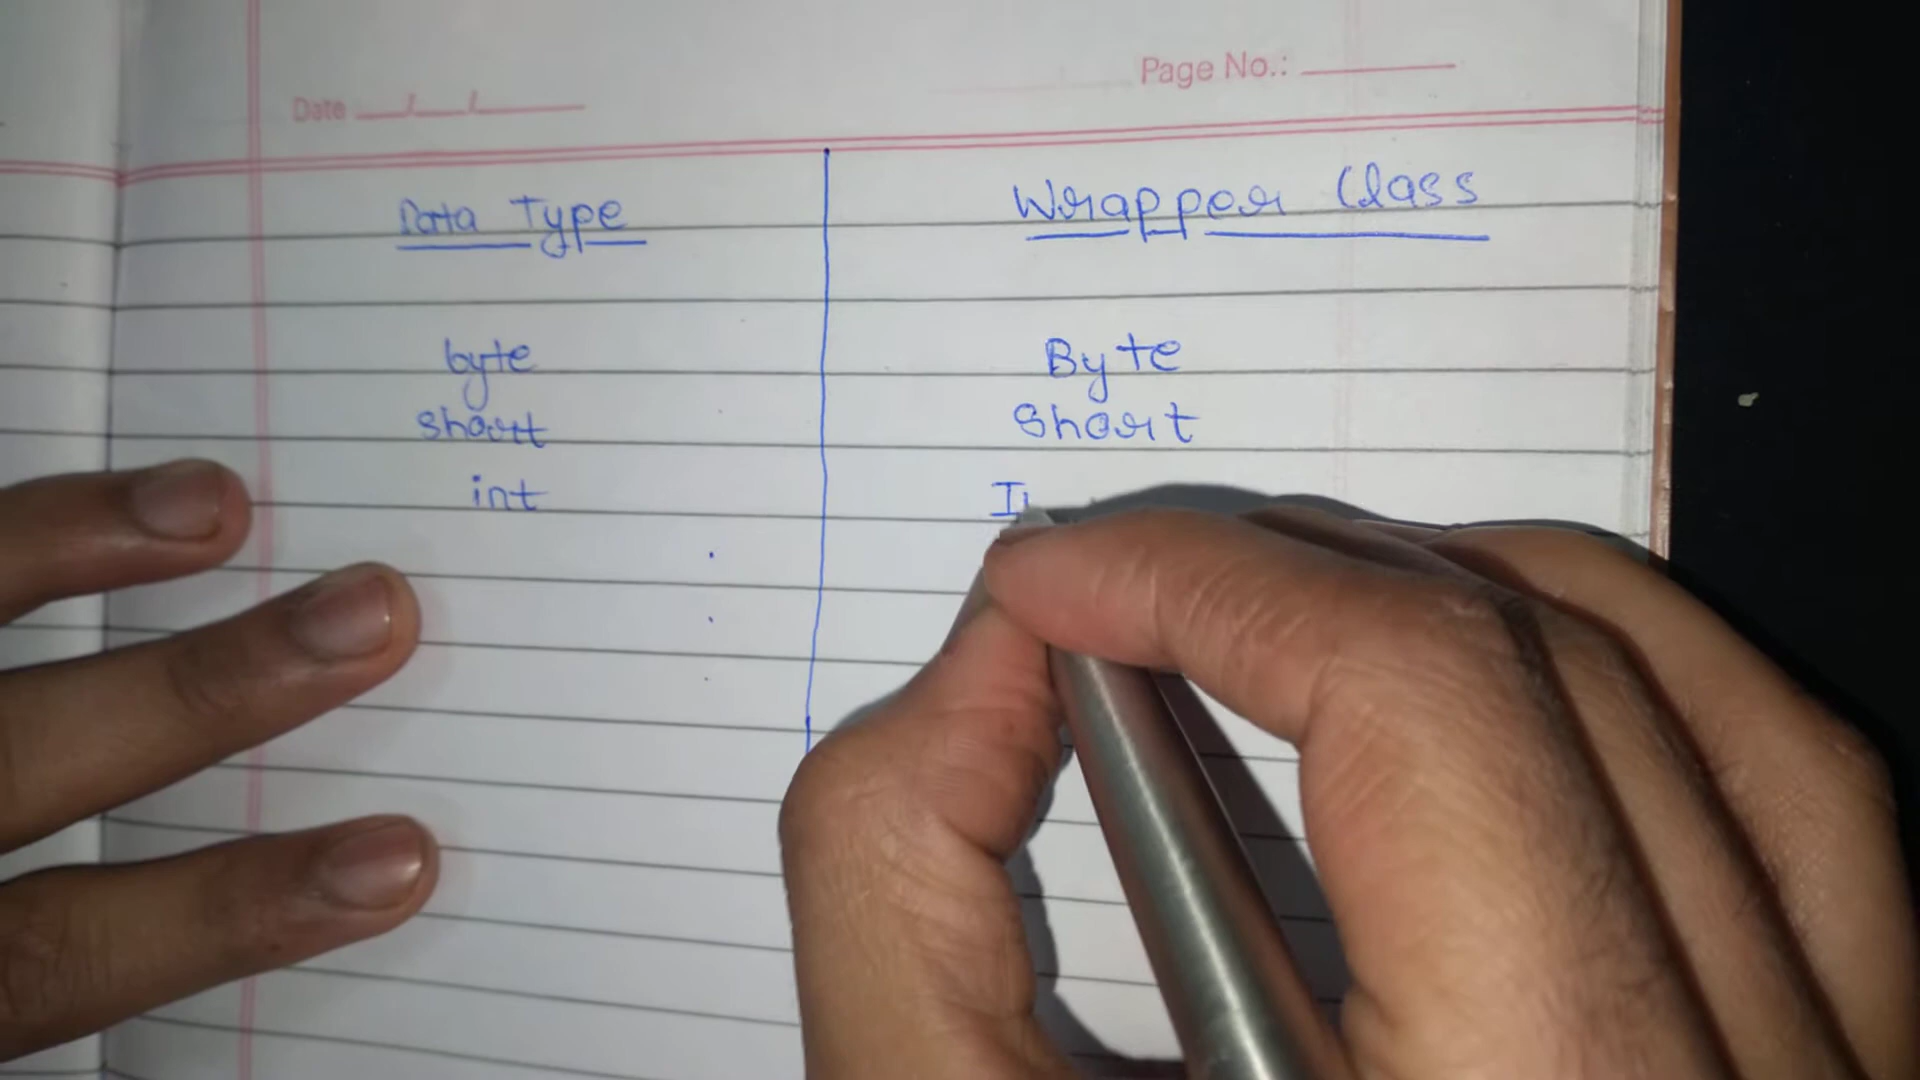 Page No.:
Date
Data Type Wrapper Class
byte Byte
short Short
int